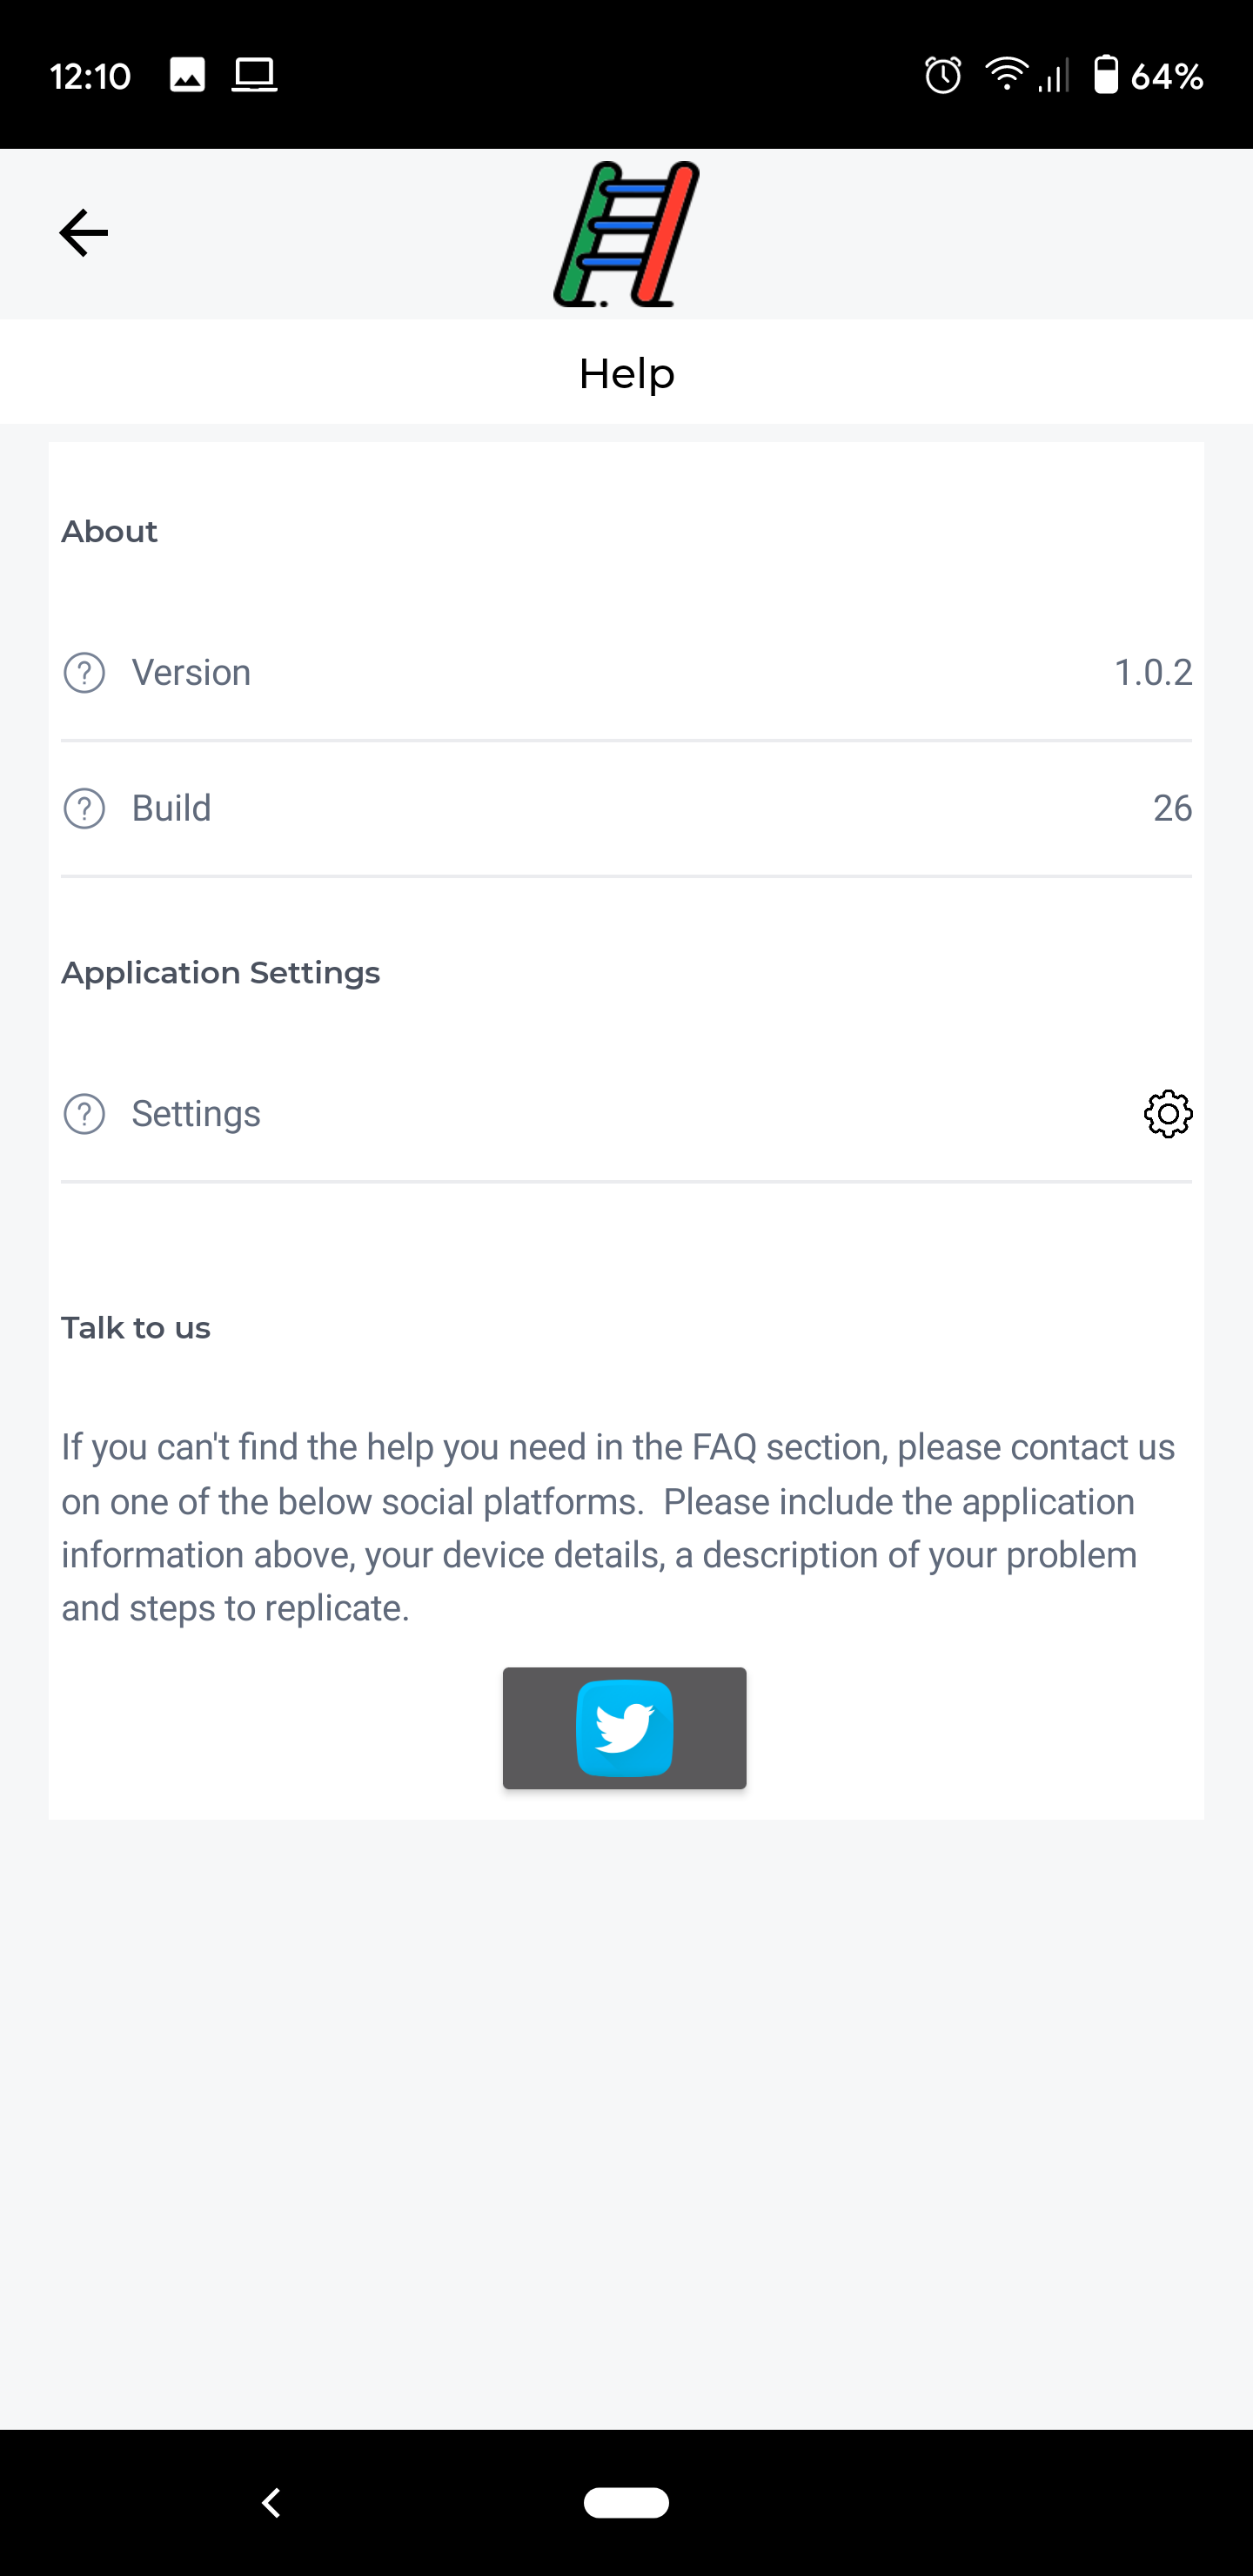 12:10 64%
Help
About
Version 1.0.2
Build 26
Application Settings
Settings
Talk to us
If you can't find the help you need in the FAQ section, please contact us
on one of the below social platforms.  Please include the application
information above, your device details, a description of your problem
and steps to replicate.